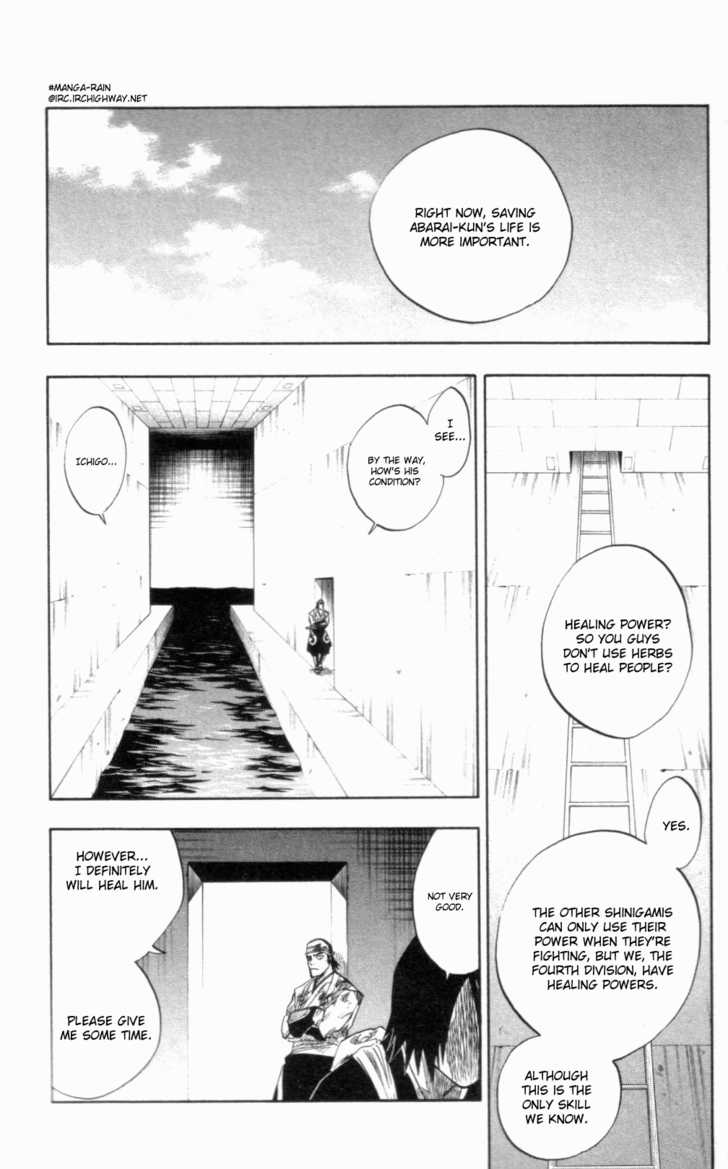 #MANGA-RAIN
@IRC.IRCHIGHWAY.NET
RIGHT NOW, SAVING
ABARAI-KUN'S LIFE IS
MORE IMPORTANT.
HEALING POWER?
SO YOU GUYS
DON'T USE HERBS
TO HEAL PEOPLE?
YES.
THE OTHER SHINIGAMIS
CAN ONLY USE THEIR
POWER WHEN THEY'RE
FIGHTING, BUT WE, THE
FOURTH DIVISION, HAVE
HEALING POWERS.
ALTHOUGH
THIS IS THE
ONLY SKILL
WE KNOW.
I
SEE...
BY THE WAY,
HOW'S HIS
CONDITION?
ICHIGO...
NOT VERY
GOOD.
HOWEVER...
I DEFINITELY
WILL HEAL HIM.
PLEASE GIVE
ME SOME TIME.